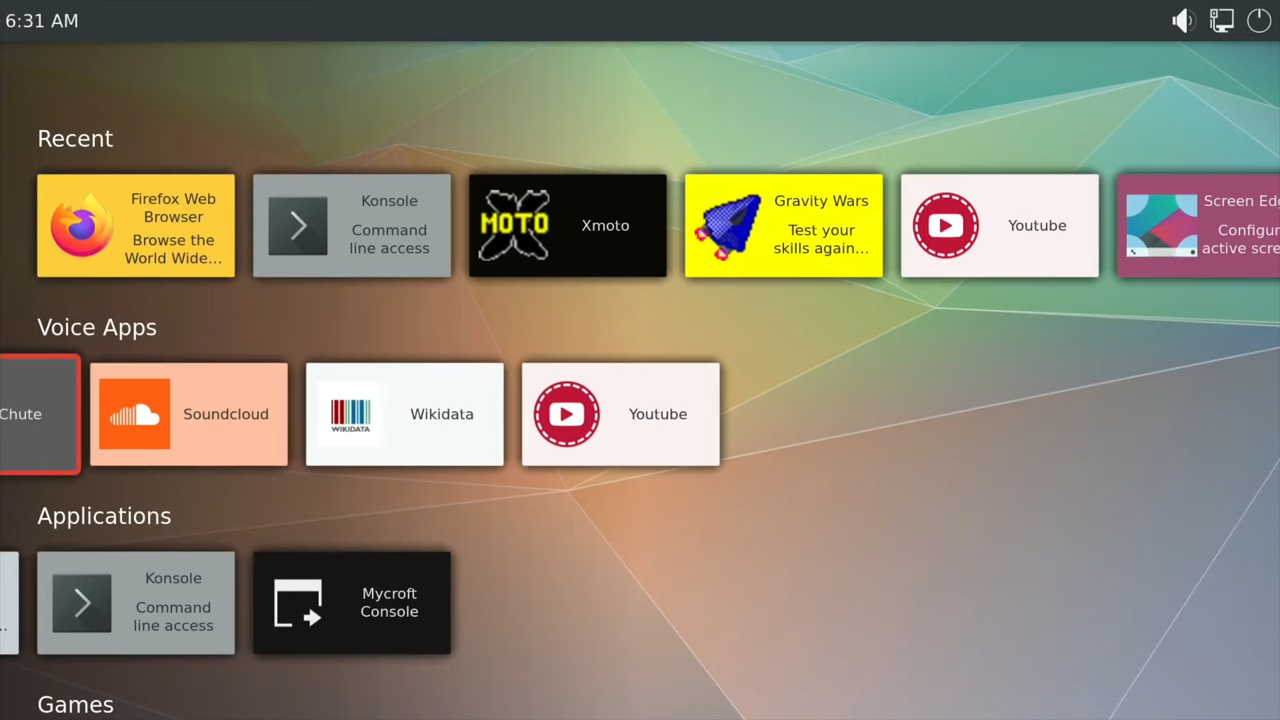 6:31 AM
Recent
Firefox Web
Browser
Browse the
World Wide...
Konsole
Command
line access
MOTO
Xmoto
Gravity Wars
Test your
skills again...
Youtube
Screen Ed
Configu
active scre
Voice Apps
Chute
Soundcloud
WIKIDATA
Wikidata
Youtube
Applications
..
Konsole
Command
line access
Mycroft
Console
Games